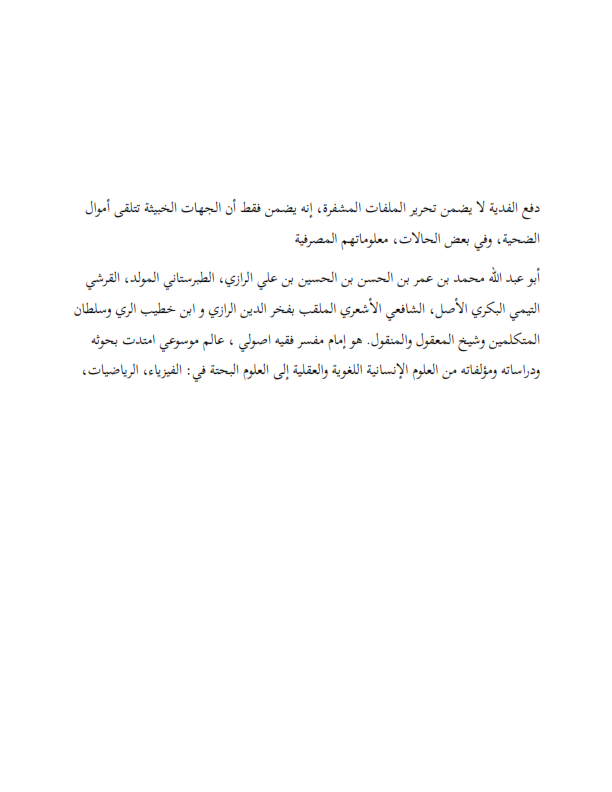 دفع الفدية لا يضمن تحرير الملفات المشفرة، إنه يضمن فقط أن الجهات الخبيثة تتلقى أموال
الضحية، وفي بعض الحالات، معلوماتهم المصرفية
أبو عبد الله محمد بن عمر بن الحسن بن الحسين بن علي الرازي، الطبرستاني المولد، القرشي
التيمي البكري الأصل، الشافعي الأشعري الملقب بفخر الدين الرازي و ابن خطيب الري وسلطان
المتكلمين وشيخ المعقول والمنقول. هو إمام مفسر فقيه اصولي ، عالم موسوعي امتدت بحوثه
ودراساته ومؤلفاته من العلوم الإنسانية اللغوية والعقلية إلى العلوم البحتة في: الفيزياء، الرياضيات،